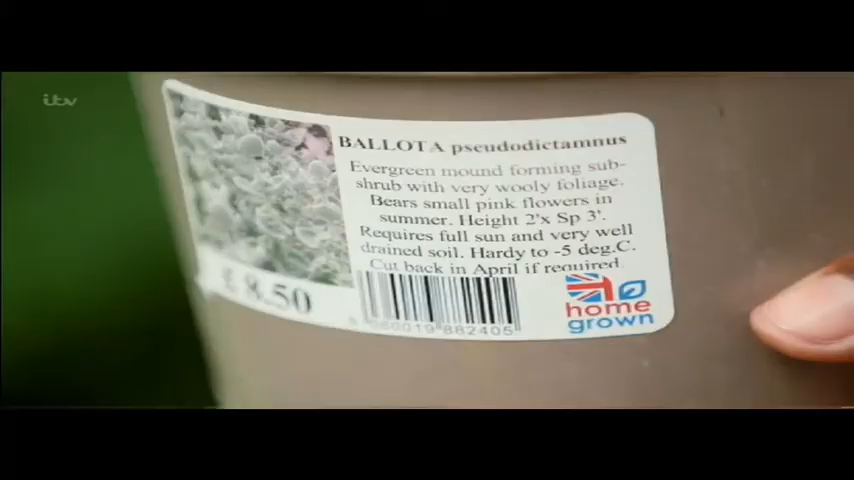 itv
BALLOTA pseudodictamnus
Evergreen mound forming sub-
shrub with very wooly foliage.
Bears small pink flowers in
summer. Height 2'x Sp 3'.
Requires full sun and very well
drained soil. Hardy to -5 deg.C.
Cut back in April if required.
£8.50
home
grown